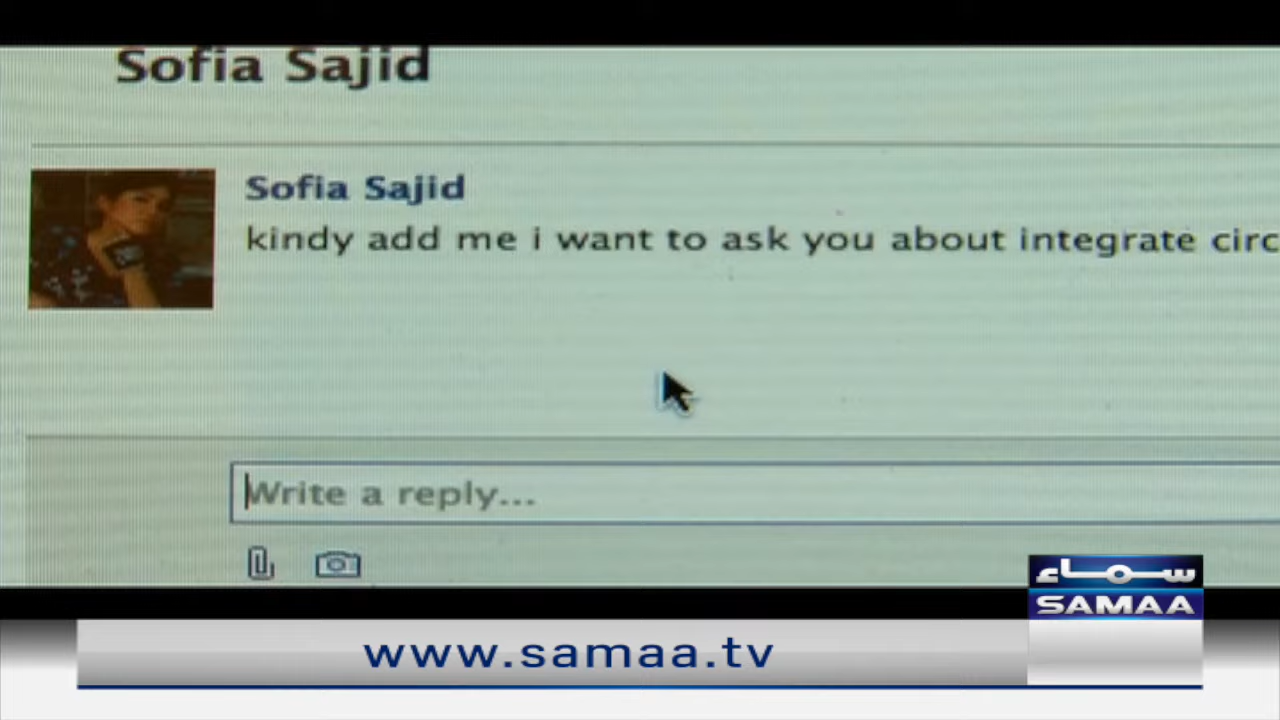 Sofia Sajid
Sofia Sajid
kindy add me i want to ask you about integrate circ
Write a reply...
سماء
SAMAA
www.samaa.tv